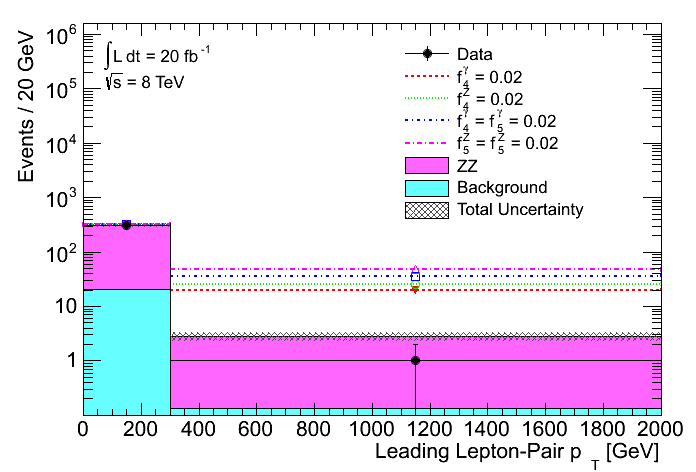 10⁶
10⁵
10⁴
10³
10²
10
1
Events / 20 GeV
∫L dt = 20 fb⁻¹
√s = 8 TeV
Data
f₄^γ = 0.02
f₄^Z = 0.02
f₄^γ = f₅^γ = 0.02
f₅^Z = f₅^Z = 0.02
ZZ
Background
Total Uncertainty
0 200 400 600 800 1000 1200 1400 1600 1800 2000
Leading Lepton-Pair p_T [GeV]